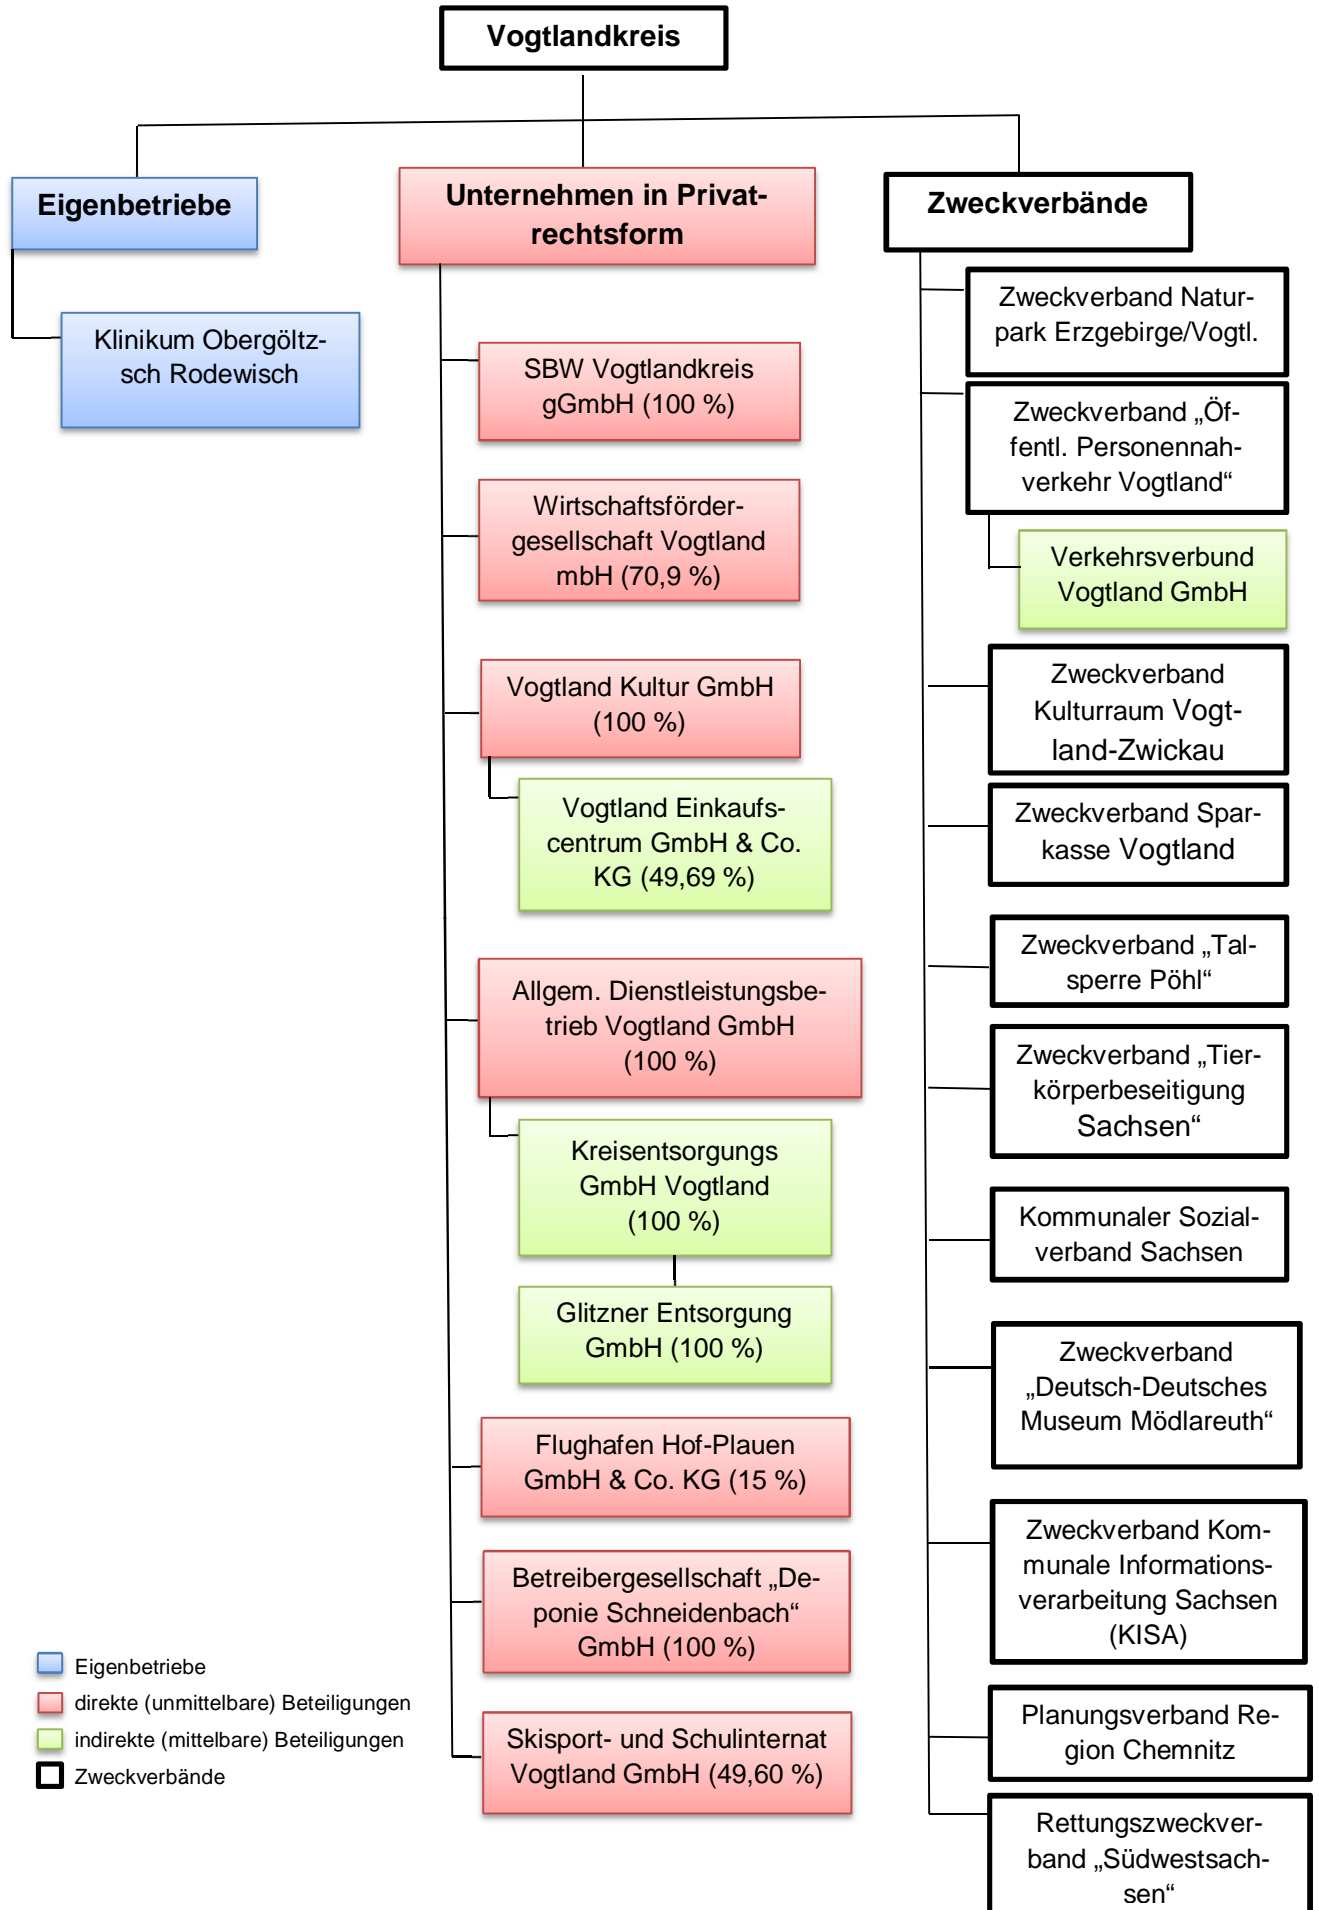 Vogtlandkreis
Eigenbetriebe
Klinikum Obergöltz-
sch Rodewisch
Unternehmen in Privat-
rechtsform
SBW Vogtlandkreis
gGmbH (100 %)
Wirtschaftsförder-
gesellschaft Vogtland
mbH (70,9 %)
Vogtland Kultur GmbH
(100 %)
Vogtland Einkaufs-
centrum GmbH & Co.
KG (49,69 %)
Allgem. Dienstleistungsbe-
trieb Vogtland GmbH
(100 %)
Kreisentsorgungs
GmbH Vogtland
(100 %)
Glitzner Entsorgung
GmbH (100 %)
Flughafen Hof-Plauen
GmbH & Co. KG (15 %)
Betreibergesellschaft „De-
ponie Schneidenbach“
GmbH (100 %)
Skisport- und Schulinternat
Vogtland GmbH (49,60 %)
Zweckverbände
Zweckverband Natur-
park Erzgebirge/Vogtl.
Zweckverband „Öf-
fentl. Personennah-
verkehr Vogtland“
Verkehrsverbund
Vogtland GmbH
Zweckverband
Kulturraum Vogt-
land-Zwickau
Zweckverband Spar-
kasse Vogtland
Zweckverband „Tal-
sperre Pöhl“
Zweckverband „Tier-
körperbeseitigung
Sachsen“
Kommunaler Sozial-
verband Sachsen
Zweckverband
„Deutsch-Deutsches
Museum Mödlareuth“
Zweckverband Kom-
munale Informations-
verarbeitung Sachsen
(KISA)
Planungsverband Re-
gion Chemnitz
Rettungszweckver-
band „Südwestsach-
sen“
Eigenbetriebe
direkte (unmittelbare) Beteiligungen
indirekte (mittelbare) Beteiligungen
Zweckverbände